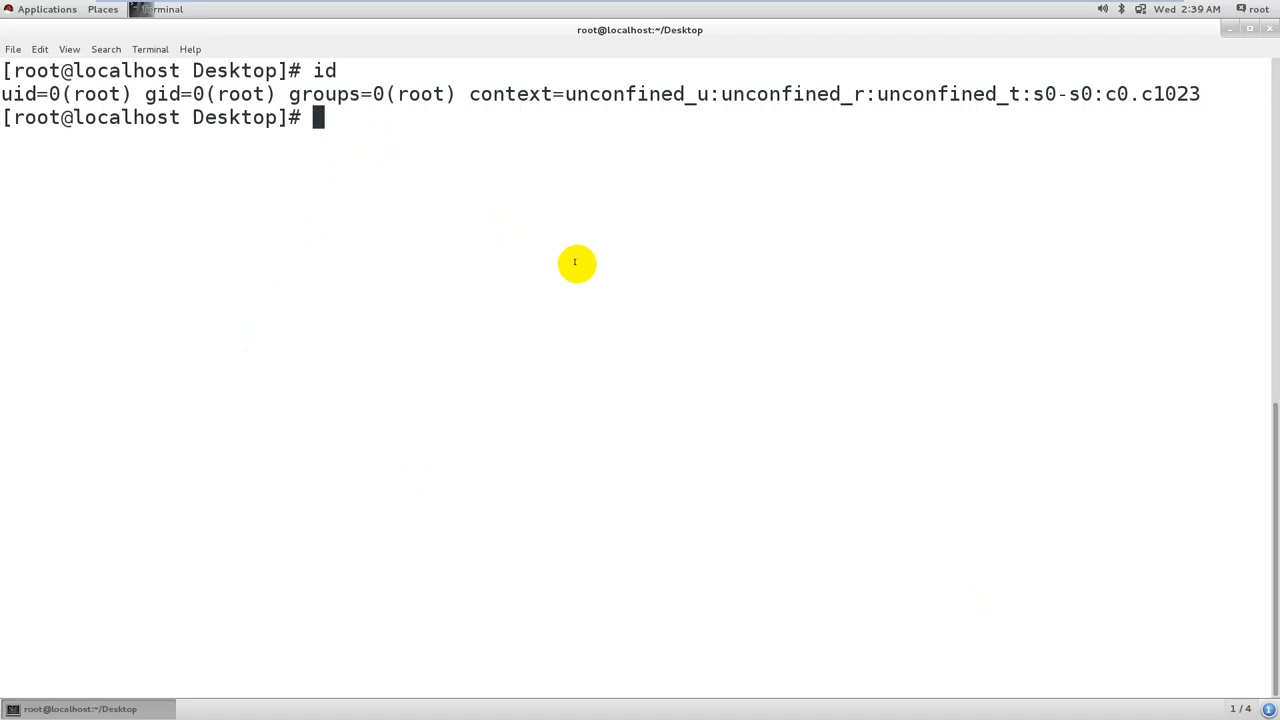 Applications Places Terminal Wed 2:39 AM root
root@localhost:~/Desktop
File Edit View Search Terminal Help
[root@localhost Desktop]# id
uid=0(root) gid=0(root) groups=0(root) context=unconfined_u:unconfined_r:unconfined_t:s0-s0:c0.c1023
[root@localhost Desktop]#
root@localhost:~/Desktop 1 / 4